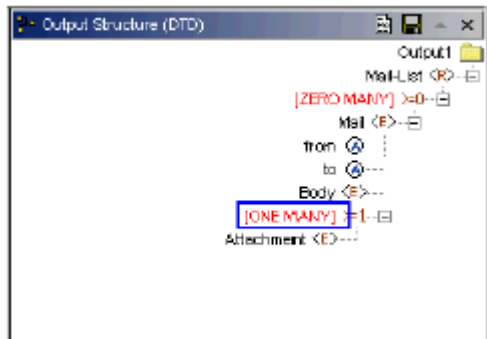 Output Structure (DTD)
Output1
Mail-List <R>
[ZERO MANY] >=0
Mail <E>
from A
to A
Body <E>
[ONE MANY] >=1
Attachment <E>